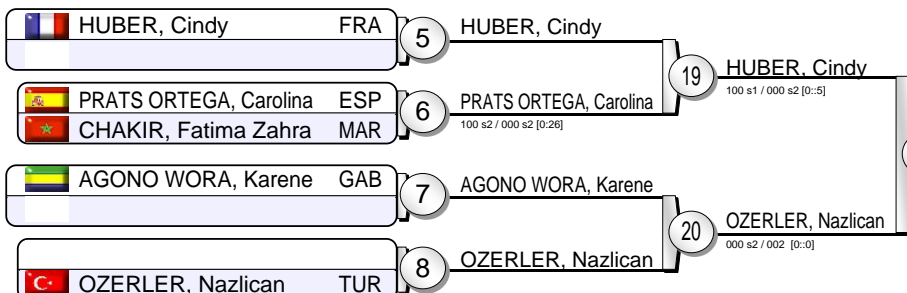 HUBER, Cindy FRA
5
HUBER, Cindy
PRATS ORTEGA, Carolina ESP
CHAKIR, Fatima Zahra MAR
6
PRATS ORTEGA, Carolina
100 s2 / 000 s2 [0:26]
19
HUBER, Cindy
100 s1 / 000 s2 [0::5]
AGONO WORA, Karene GAB
7
AGONO WORA, Karene
OZERLER, Nazlican TUR
8
OZERLER, Nazlican
20
OZERLER, Nazlican
000 s2 / 002 [0::0]